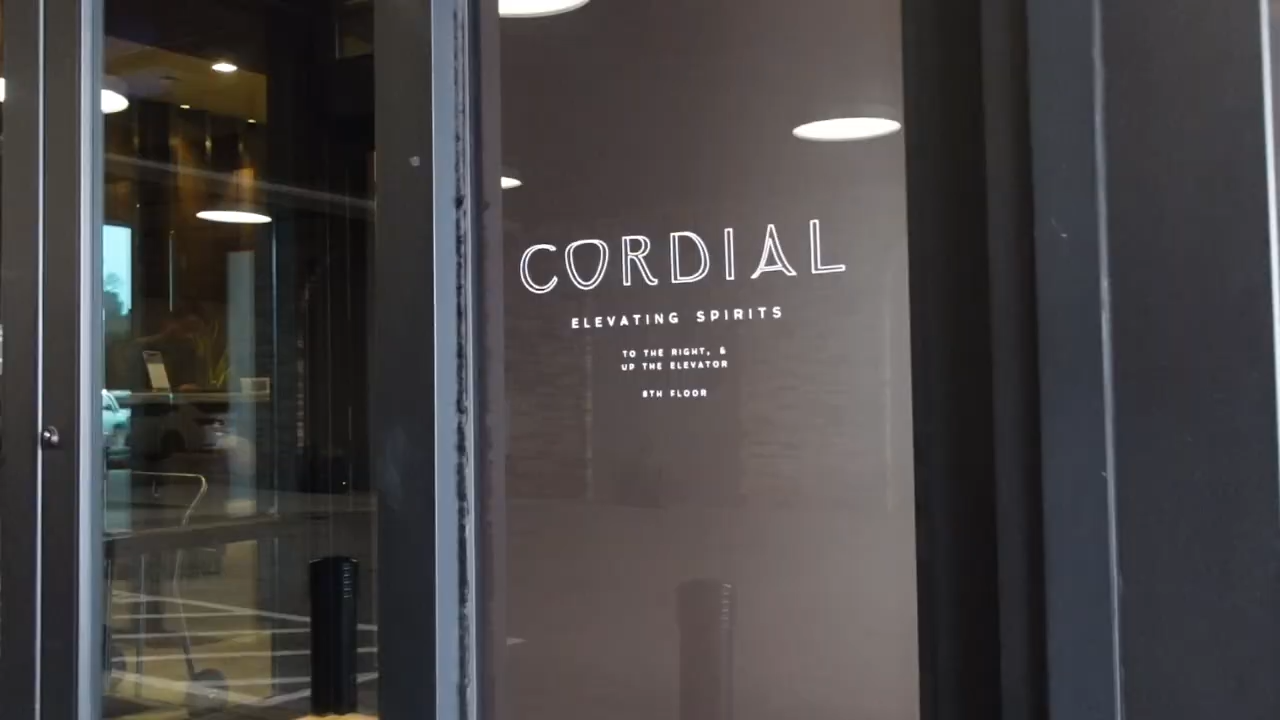 CORDIAL
ELEVATING SPIRITS
TO THE RIGHT, &
UP THE ELEVATOR
8TH FLOOR